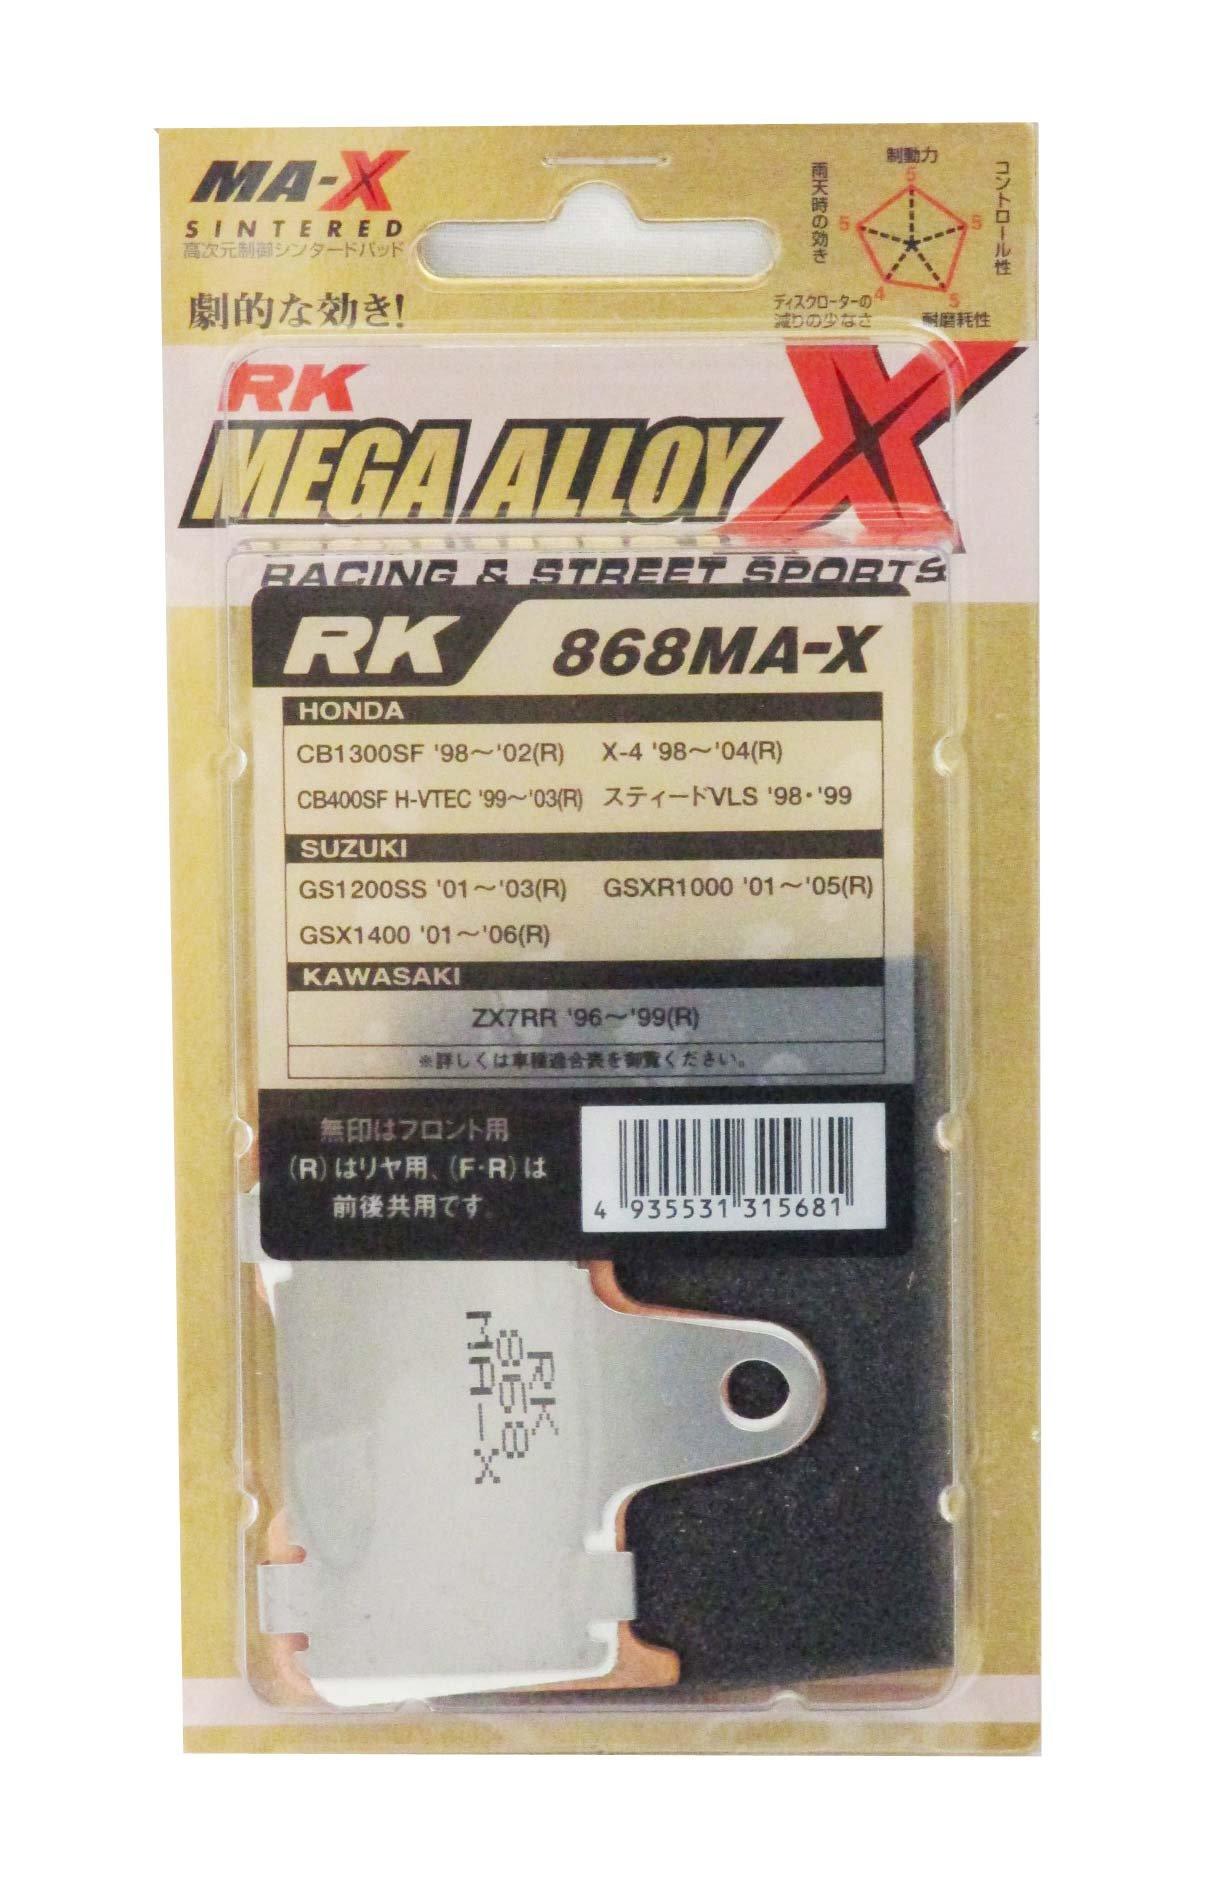 MA-X
SINTERED
高次元制御シンタードパッド
劇的な効き!
制動力
5
コントロール性
5
耐磨耗性
5
ディスクローターの
減りの少なさ
4
雨天時の効き
5
RK
MEGA ALLOY X
RACING & STREET SPORTS
RK 868MA-X
HONDA
CB1300SF '98～'02(R) X-4 '98～'04(R)
CB400SF H-VTEC '99～'03(R) スティードVLS '98・'99
SUZUKI
GS1200SS '01～'03(R) GSXR1000 '01～'05(R)
GSX1400 '01～'06(R)
KAWASAKI
ZX7RR '96～'99(R)
※詳しくは車種適合表を御覧ください。
無印はフロント用
(R)はリヤ用、(F・R)は
前後共用です。
4 935531 315681
RK
868
MA-X